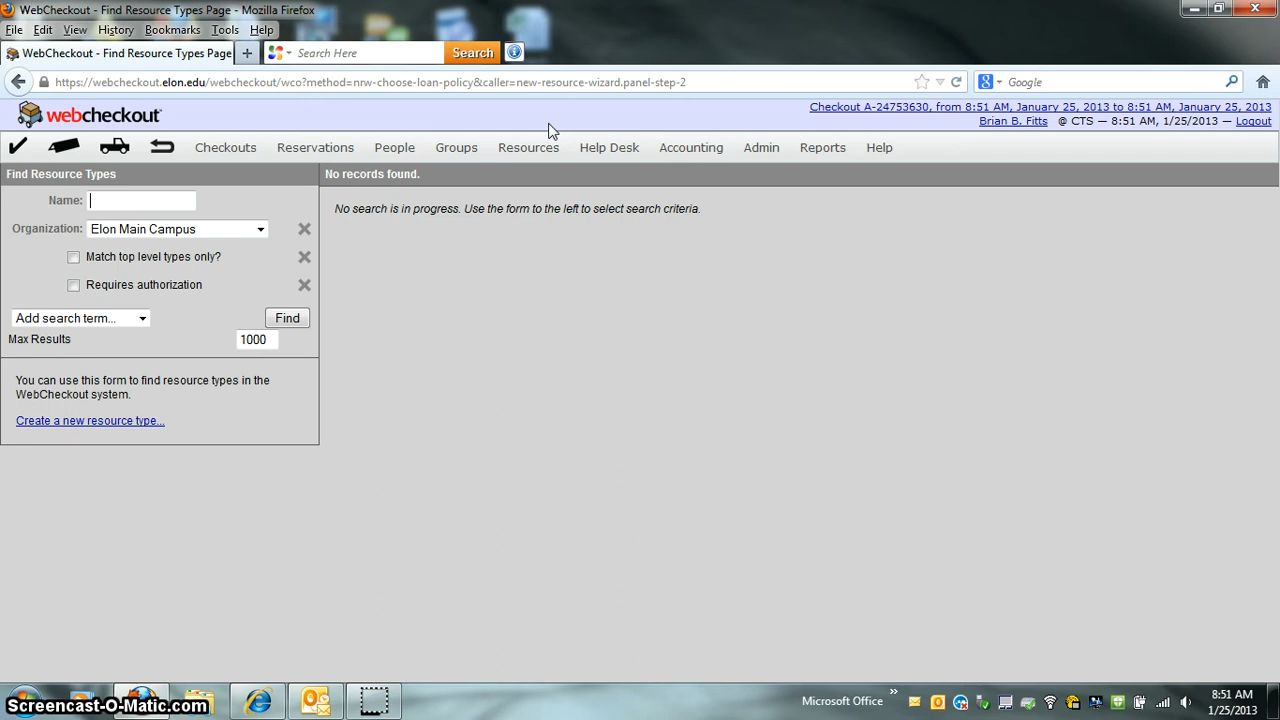 WebCheckout - Find Resource Types Page - Mozilla Firefox
File Edit View History Bookmarks Tools Help
WebCheckout - Find Resource Types Page + Search Here Search
https://webcheckout.elon.edu/webcheckout/wco?method=nrw-choose-loan-policy&caller=new-resource-wizard.panel-step-2 Google
webcheckout
Checkout A-24753630, from 8:51 AM, January 25, 2013 to 8:51 AM, January 25, 2013
Brian B. Fitts @ CTS — 8:51 AM, 1/25/2013 — Logout
Checkouts Reservations People Groups Resources Help Desk Accounting Admin Reports Help
Find Resource Types
Name:
Organization: Elon Main Campus
Match top level types only?
Requires authorization
Add search term... Find
Max Results 1000
You can use this form to find resource types in the
WebCheckout system.
Create a new resource type...
No records found.
No search is in progress. Use the form to the left to select search criteria.
Screencast-O-Matic.com
Microsoft Office »
8:51 AM
1/25/2013